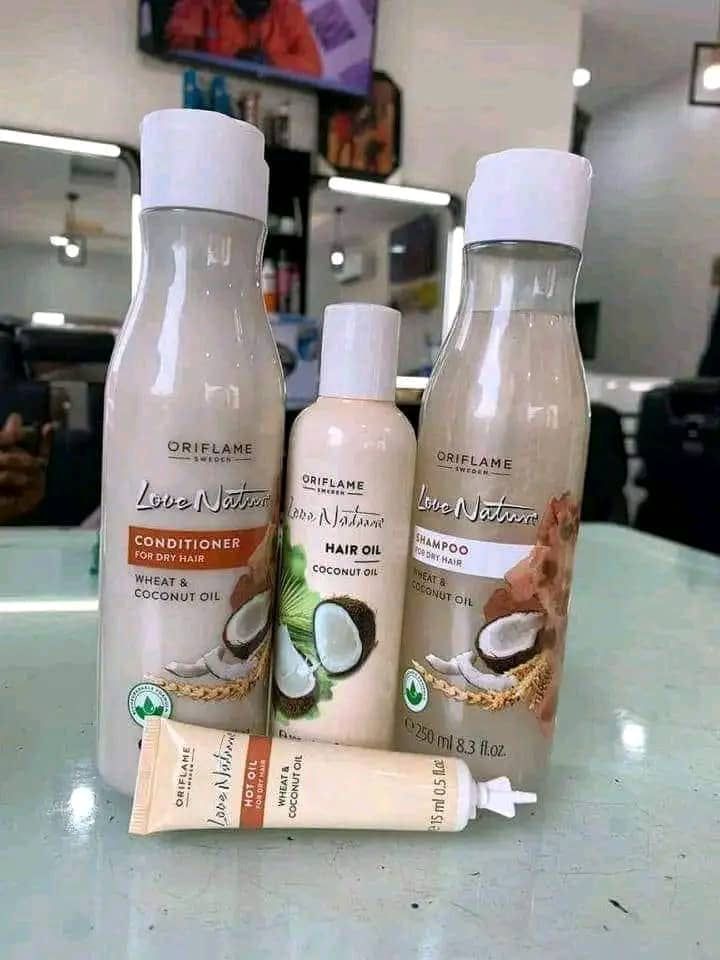 ORIFLAME
SWEDEN
Love Nature
CONDITIONER
FOR DRY HAIR
WHEAT &
COCONUT OIL
ORIFLAME
SWEDEN
Love Nature
HAIR OIL
COCONUT OIL
ORIFLAME
SWEDEN
Love Nature
SHAMPOO
FOR DRY HAIR
WHEAT &
COCONUT OIL
e 250 ml 8.3 fl.oz.
ORIFLAME
SWEDEN
Love Nature
HOT OIL
FOR DRY HAIR
WHEAT &
COCONUT OIL
e 15 ml 0.5 fl.oz